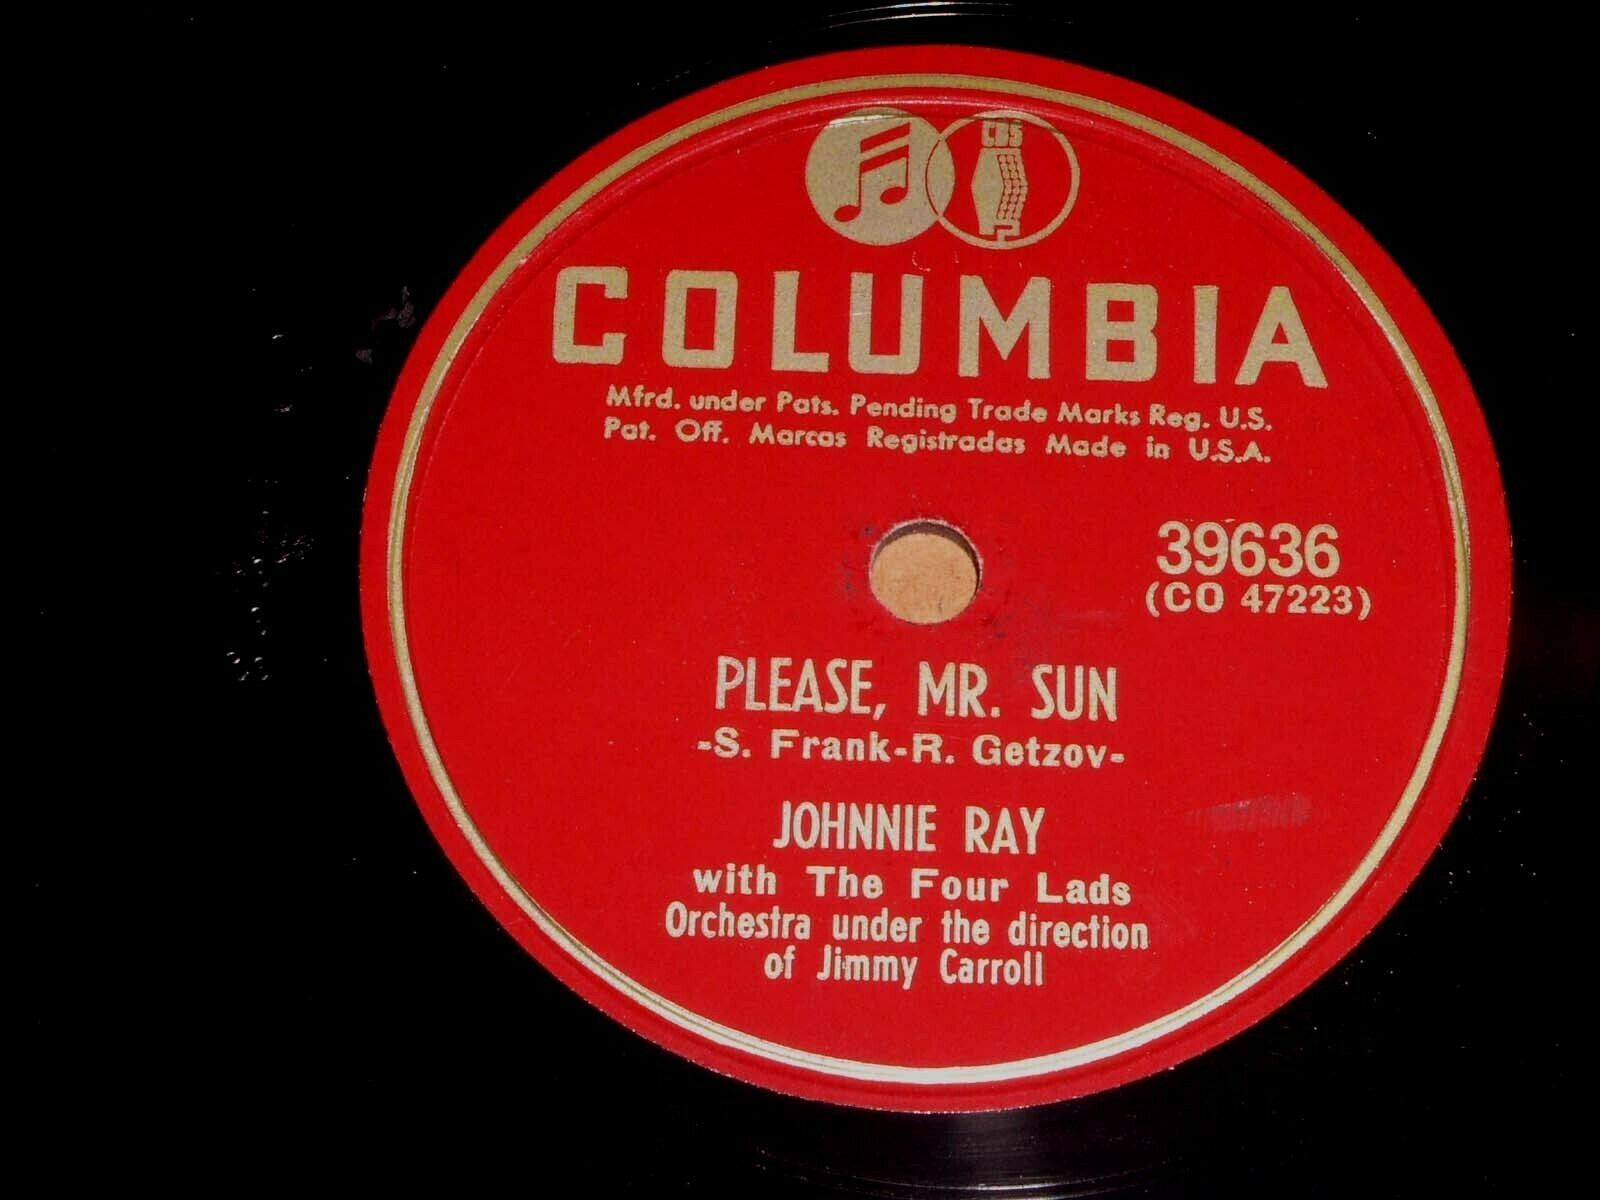 CBS
COLUMBIA
Mfrd. under Pats. Pending Trade Marks Reg. U.S.
Pat. Off. Marcas Registradas Made in U.S.A.
39636
(CO 47223)
PLEASE, MR. SUN
-S. Frank-R. Getzov-
JOHNNIE RAY
with The Four Lads
Orchestra under the direction
of Jimmy Carroll